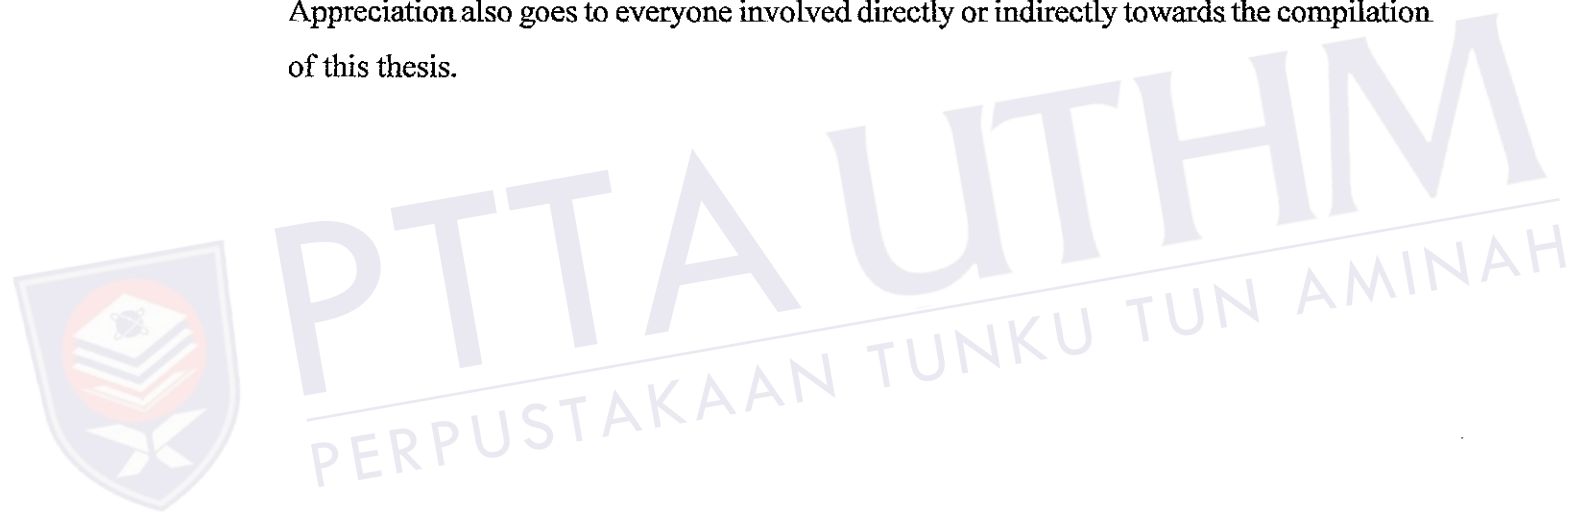 Appreciation also goes to everyone involved directly or indirectly towards the compilation
of this thesis.
PTTA UTHM
PERPUSTAKAAN TUNKU TUN AMINAH